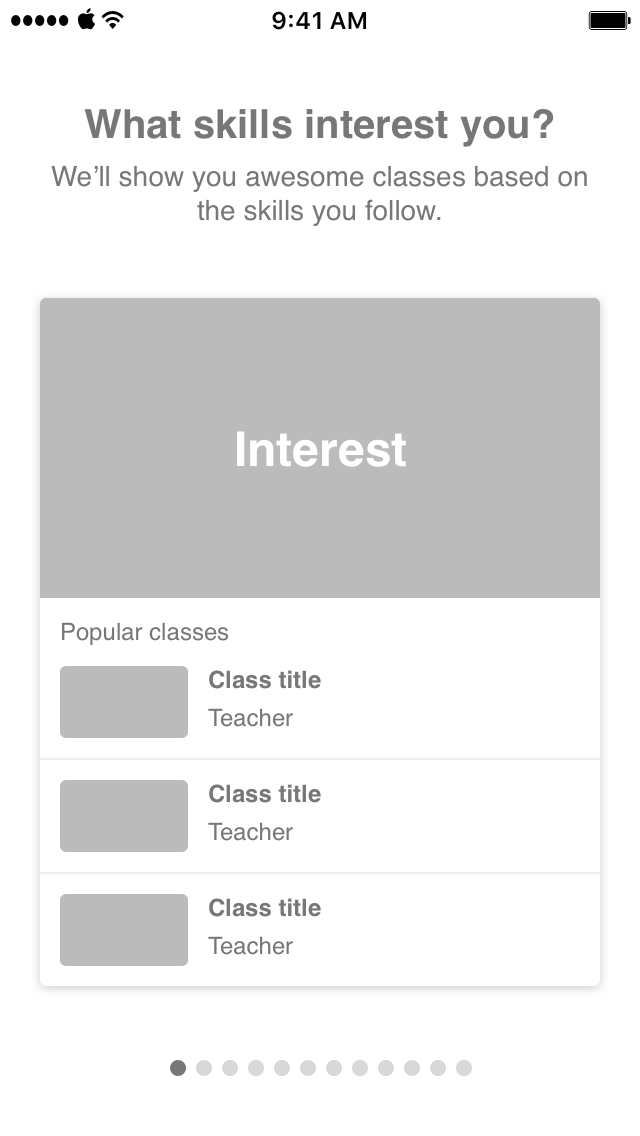 9:41 AM
What skills interest you?
We’ll show you awesome classes based on
the skills you follow.
Interest
Popular classes
Class title
Teacher
Class title
Teacher
Class title
Teacher